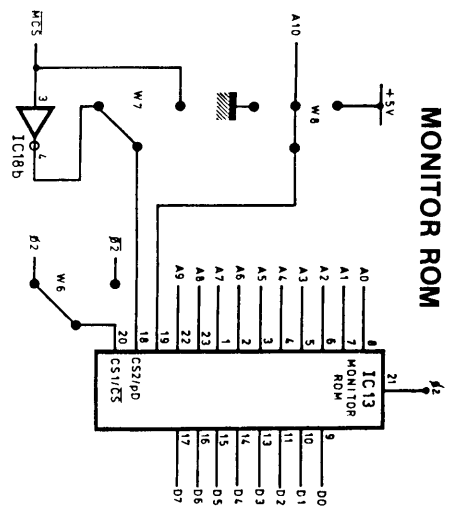 MONITOR ROM
+5V
A10
W8
W7
M̅C̅S̅
3
4
IC18b
Ø2
Ø̅2̅
W6
A0
A1
A2
A3
A4
A5
A6
A7
A8
A9
8
7
6
5
4
3
2
1
23
22
19
18
20
21
ø2
IC13
MONITOR
ROM
CS2/pD
CS1/C̅S̅
9
10
11
13
14
15
16
17
D0
D1
D2
D3
D4
D5
D6
D7